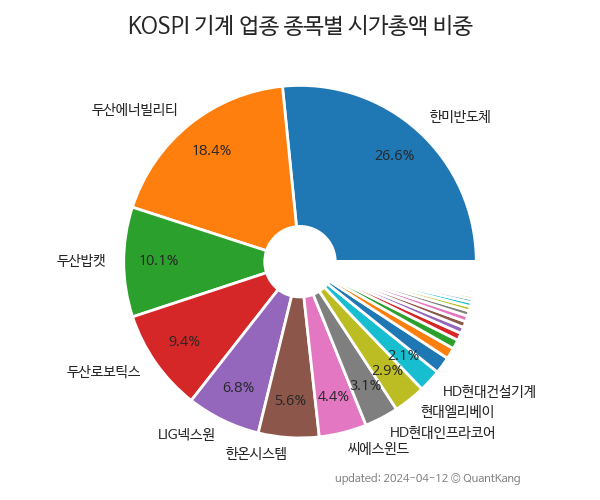 KOSPI 기계 업종 종목별 시가총액 비중
한미반도체
26.6%
두산에너빌리티
18.4%
두산밥캣
10.1%
두산로보틱스
9.4%
LIG넥스원
6.8%
한온시스템
5.6%
씨에스윈드
4.4%
HD현대인프라코어
3.1%
현대엘리베이
2.9%
HD현대건설기계
2.1%
updated: 2024-04-12 © QuantKang